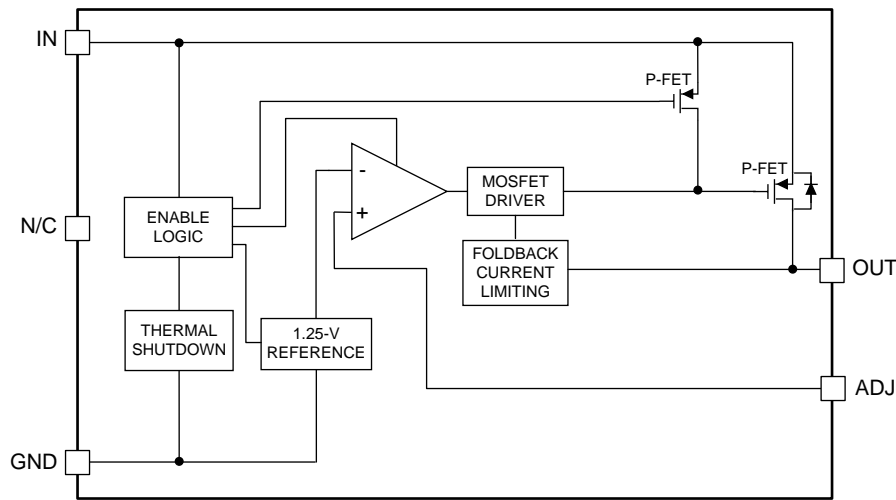 IN
P-FET
P-FET
-
MOSFET
DRIVER
N/C
ENABLE
LOGIC
+
FOLDBACK
CURRENT
LIMITING
OUT
THERMAL
SHUTDOWN
1.25-V
REFERENCE
ADJ
GND